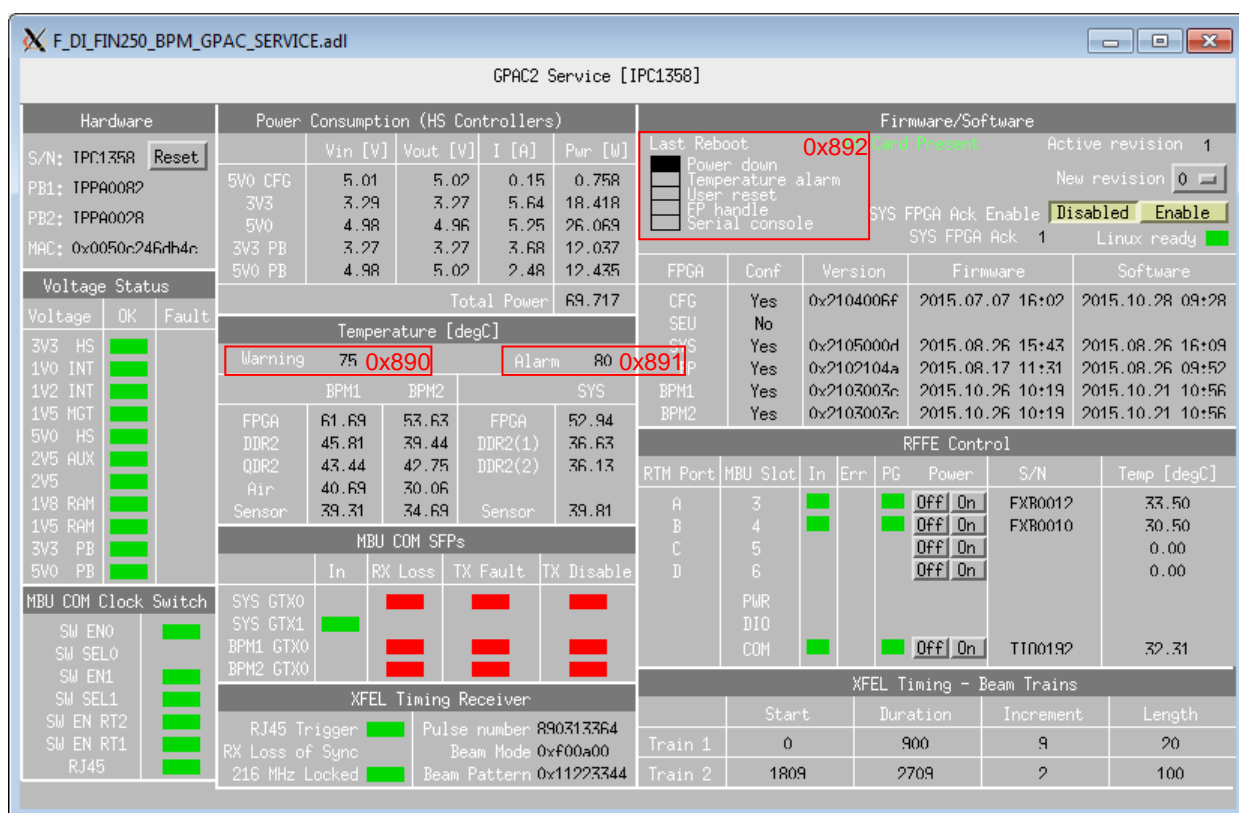 F_DI_FIN250_BPM_GPAC_SERVICE.adl
GPAC2 Service [IPC1358]
Hardware
S/N: IPC1358 Reset
PB1: IPPA0082
PB2: IPPA0028
MAC: 0x0050c246db4c
Voltage Status
Voltage OK Fault
3V3 HS
1V0 INT
1V2 INT
1V5 MGT
5V0 HS
2V5 AUX
2V5
1V8 RAM
1V5 RAM
3V3 PB
5V0 PB
MBU COM Clock Switch
SW EN0
SW SEL0
SW EN1
SW SEL1
SW EN RT2
SW EN RT1
RJ45
Power Consumption (HS Controllers)
Vin [V] Vout [V] I [A] Pwr [W]
5V0 CFG 5.01 5.02 0.15 0.758
3V3 3.29 3.27 5.64 18.418
5V0 4.98 4.96 5.25 26.069
3V3 PB 3.27 3.27 3.68 12.037
5V0 PB 4.98 5.02 2.48 12.435
Total Power 69.717
Temperature [degC]
Warning 75 0x890 Alarm 80 0x891
BPM1 BPM2 SYS
FPGA 61.69 53.63 FPGA 52.94
DDR2 45.81 39.44 DDR2(1) 36.63
QDR2 43.44 42.75 DDR2(2) 36.13
Air 40.69 30.06
Sensor 39.31 34.69 Sensor 39.81
MBU COM SFPs
In RX Loss TX Fault TX Disable
SYS GTX0
SYS GTX1
BPM1 GTX0
BPM2 GTX0
XFEL Timing Receiver
RJ45 Trigger Pulse number 890313364
RX Loss of Sync Beam Mode 0xf00a00
216 MHz Locked Beam Pattern 0x11223344
Firmware/Software
Last Reboot 0x892 Card Present Active revision 1
Power down
Temperature alarm
User reset
FP handle
Serial console
New revision 0
SYS FPGA Ack Enable Disabled Enable
SYS FPGA Ack 1 Linux ready
FPGA Conf Version Firmware Software
CFG Yes 0x2104006f 2015.07.07 16:02 2015.10.28 09:28
SEU No
SYS Yes 0x2105000d 2015.08.26 15:43 2015.08.26 16:09
Yes 0x2102104a 2015.08.17 11:31 2015.08.26 09:52
BPM1 Yes 0x2103003c 2015.10.26 10:19 2015.10.21 10:56
BPM2 Yes 0x2103003c 2015.10.26 10:19 2015.10.21 10:56
RFFE Control
RTM Port MBU Slot In Err PG Power S/N Temp [degC]
A 3 Off On FXR0012 33.50
B 4 Off On FXR0010 30.50
C 5 Off On 0.00
D 6 Off On 0.00
PWR
DIO
COM Off On 32.31
XFEL Timing - Beam Trains
Start Duration Increment Length
Train 1 0 900 9 20
Train 2 1809 2709 2 100